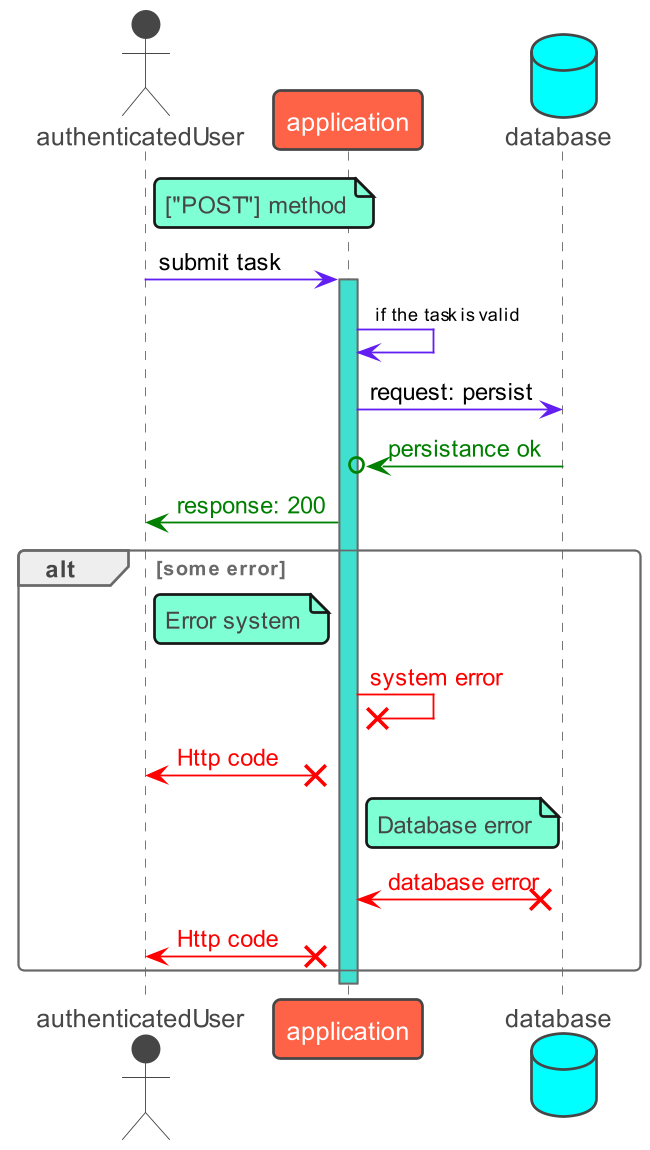 authenticatedUser
application
database
["POST"] method
submit task
if the task is valid
request: persist
persistance ok
response: 200
alt
[some error]
Error system
system error
Http code
Database error
database error
Http code
authenticatedUser
application
database